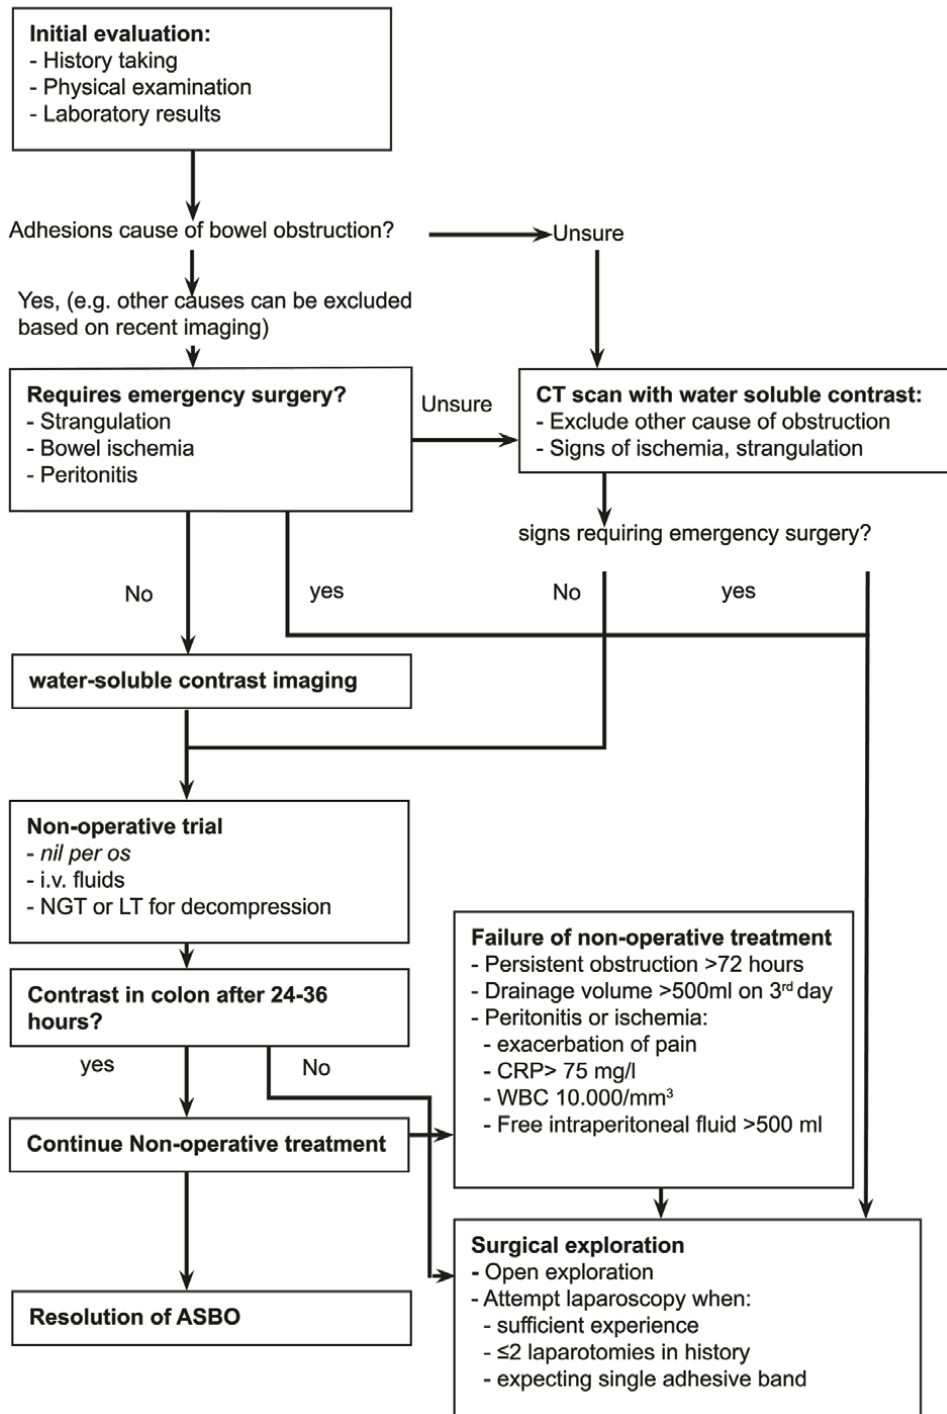 Initial evaluation:
- History taking
- Physical examination
- Laboratory results
Adhesions cause of bowel obstruction?
Unsure
Yes, (e.g. other causes can be excluded
based on recent imaging)
Requires emergency surgery?
- Strangulation
- Bowel ischemia
- Peritonitis
Unsure
CT scan with water soluble contrast:
- Exclude other cause of obstruction
- Signs of ischemia, strangulation
signs requiring emergency surgery?
No
yes
No
yes
water-soluble contrast imaging
Non-operative trial
- nil per os
- i.v. fluids
- NGT or LT for decompression
Contrast in colon after 24-36
hours?
yes
No
Continue Non-operative treatment
Failure of non-operative treatment
- Persistent obstruction >72 hours
- Drainage volume >500ml on 3rd day
- Peritonitis or ischemia:
- exacerbation of pain
- CRP> 75 mg/l
- WBC 10.000/mm³
- Free intraperitoneal fluid >500 ml
Resolution of ASBO
Surgical exploration
- Open exploration
- Attempt laparoscopy when:
- sufficient experience
- ≤2 laparotomies in history
- expecting single adhesive band